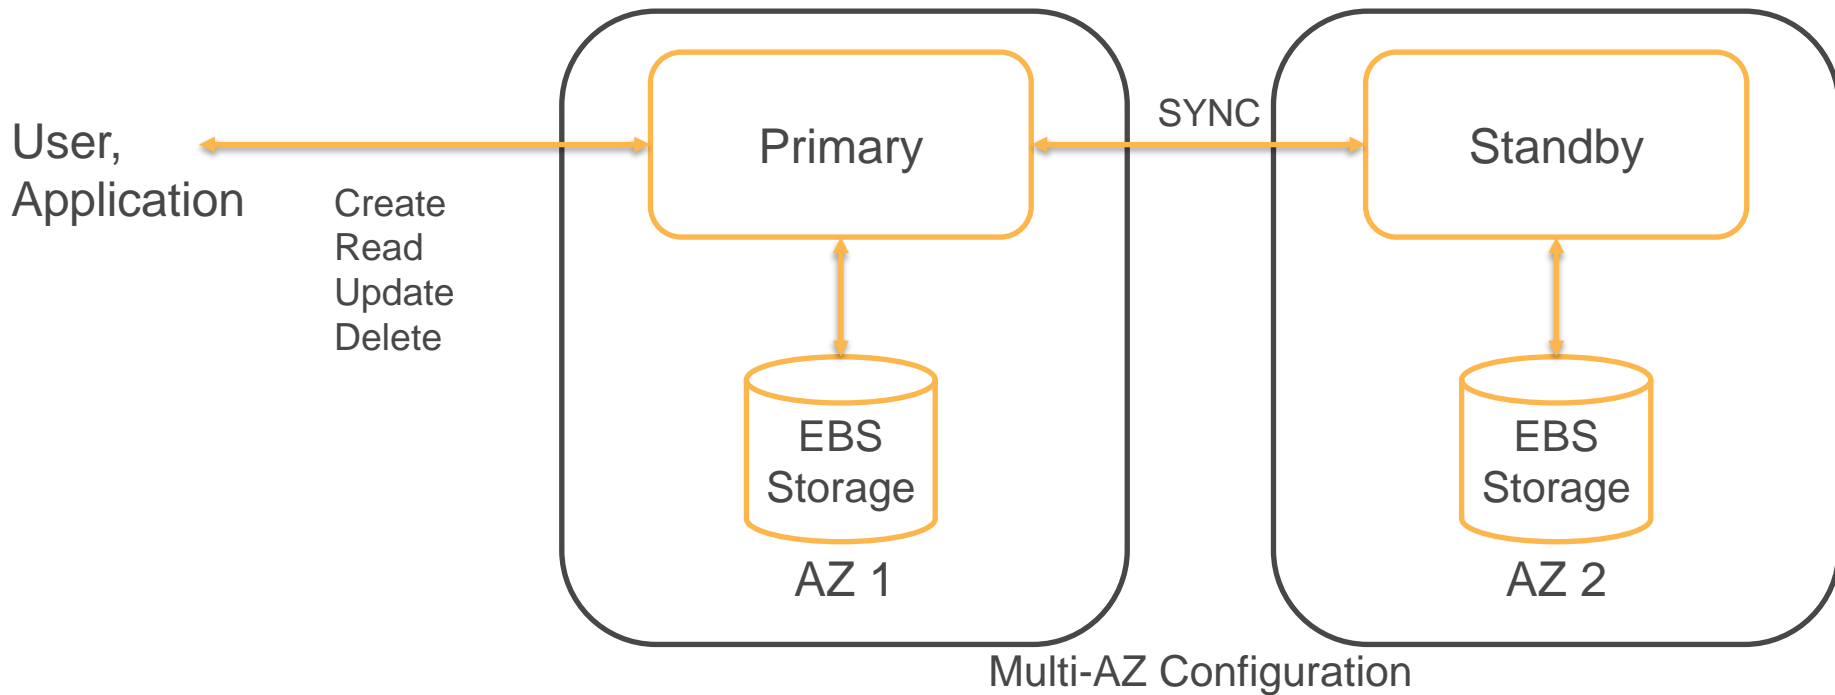 User,
Application
Create
Read
Update
Delete
Primary
SYNC
Standby
EBS
Storage
AZ 1
EBS
Storage
AZ 2
Multi-AZ Configuration